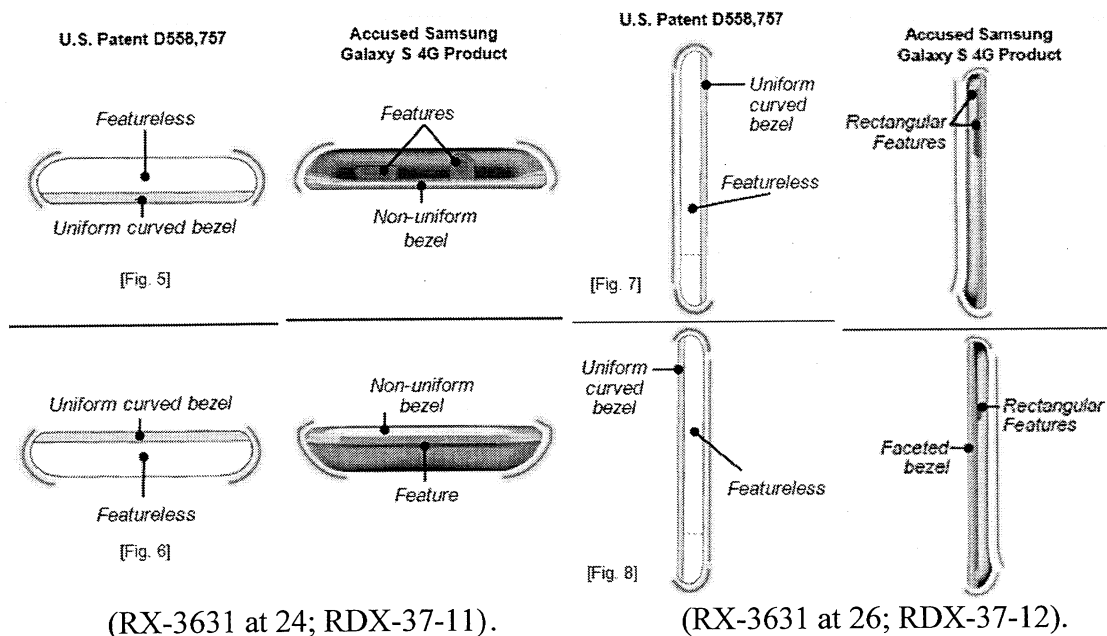 U.S. Patent D558,757
Accused Samsung
Galaxy S 4G Product
Featureless
Uniform curved bezel
[Fig. 5]
Features
Non-uniform
bezel
Uniform curved bezel
Featureless
[Fig. 6]
Non-uniform
bezel
Feature
(RX-3631 at 24; RDX-37-11).
U.S. Patent D558,757
Accused Samsung
Galaxy S 4G Product
Uniform
curved
bezel
Featureless
[Fig. 7]
Rectangular
Features
Uniform
curved
bezel
Featureless
[Fig. 8]
Rectangular
Features
Faceted
bezel
(RX-3631 at 26; RDX-37-12).